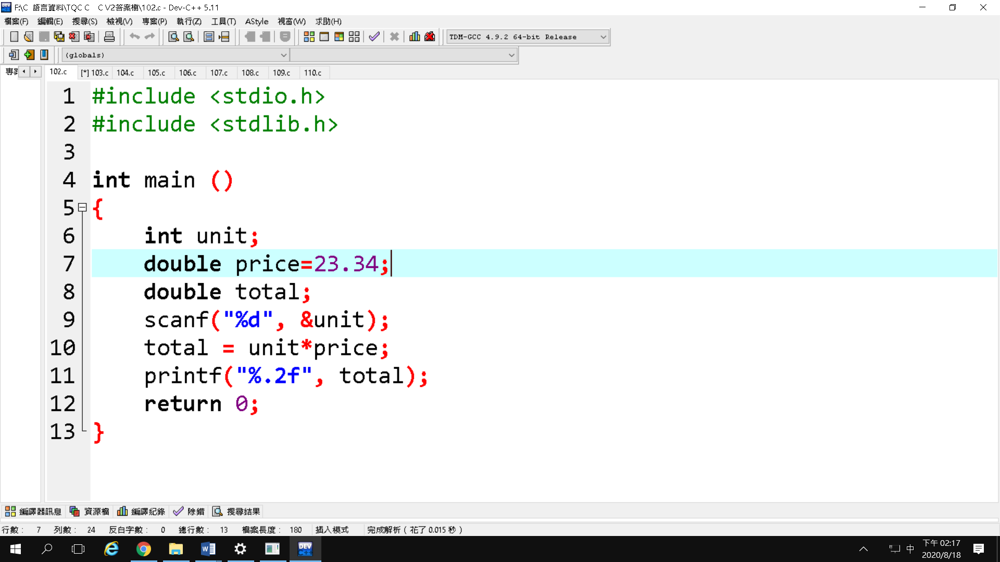 F:\C 語言資料\TQC C    C V2答案檔\102.c - Dev-C++ 5.11
檔案(F) 編輯(E) 搜尋(S) 檢視(V) 專案(P) 執行(Z) 工具(T) AStyle 視窗(W) 求助(H)
TDM-GCC 4.9.2 64-bit Release
(globals)
102.c [*] 103.c 104.c 105.c 106.c 107.c 108.c 109.c 110.c
1 #include <stdio.h>
2 #include <stdlib.h>
3
4 int main ()
5 {
6     int unit;
7     double price=23.34;
8     double total;
9     scanf("%d", &unit);
10     total = unit*price;
11     printf("%.2f", total);
12     return 0;
13 }
編譯器訊息 資源檔 編譯紀錄 除錯 搜尋結果
行數: 7 列數: 24 反白字數: 0 總行數: 13 檔案長度: 180 插入模式 完成解析 ( 花了 0.015 秒 )
DEV C++ 中 下午 02:17
2020/8/18